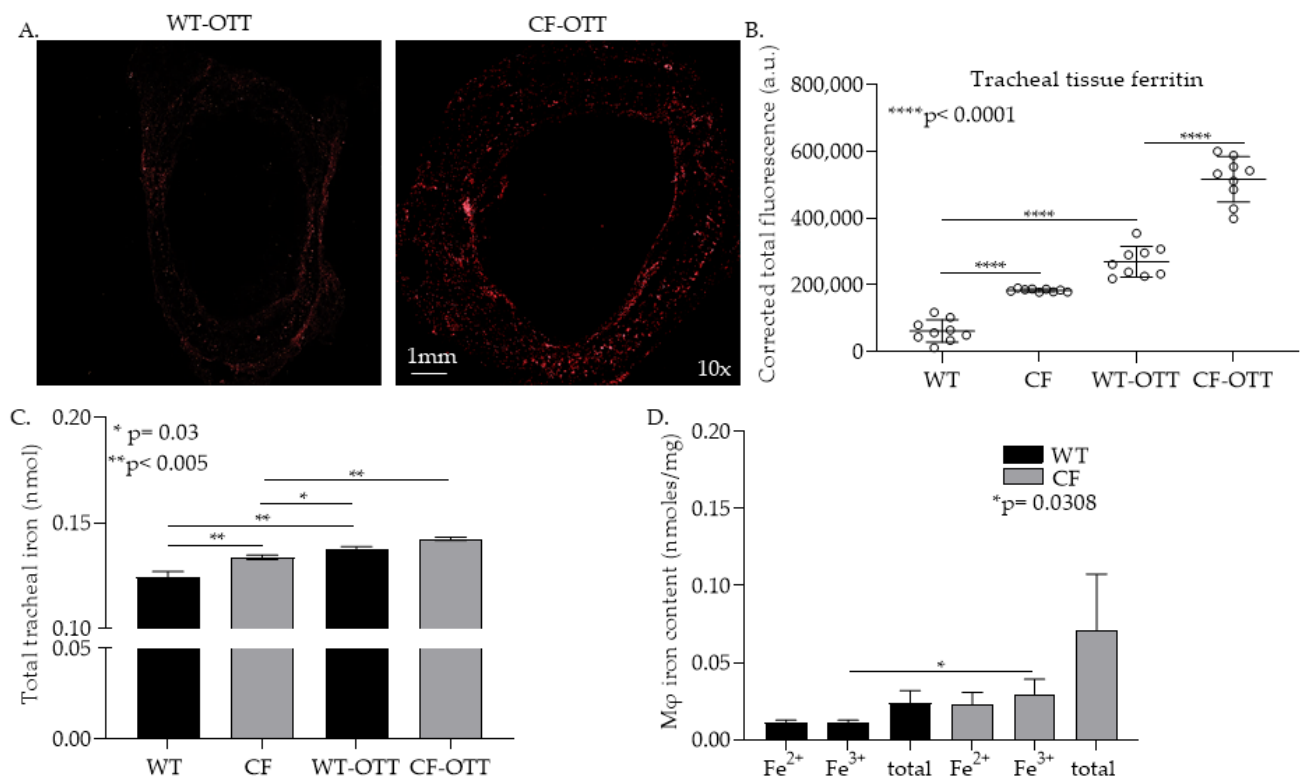 A.
WT-OTT
CF-OTT
1mm
10x
B.
Tracheal tissue ferritin
****p< 0.0001
Corrected total fluorescence (a.u.)
800,000
600,000
400,000
200,000
0
****
****
****
WT
CF
WT-OTT
CF-OTT
C.
* p= 0.03
**p< 0.005
Total tracheal iron (nmol)
0.20
0.15
0.10
0.05
0.00
**
*
**
**
WT
CF
WT-OTT
CF-OTT
D.
WT
CF
*p= 0.0308
Mφ iron content (nmoles/mg)
0.20
0.15
0.10
0.05
0.00
*
Fe²⁺
Fe³⁺
total
Fe²⁺
Fe³⁺
total